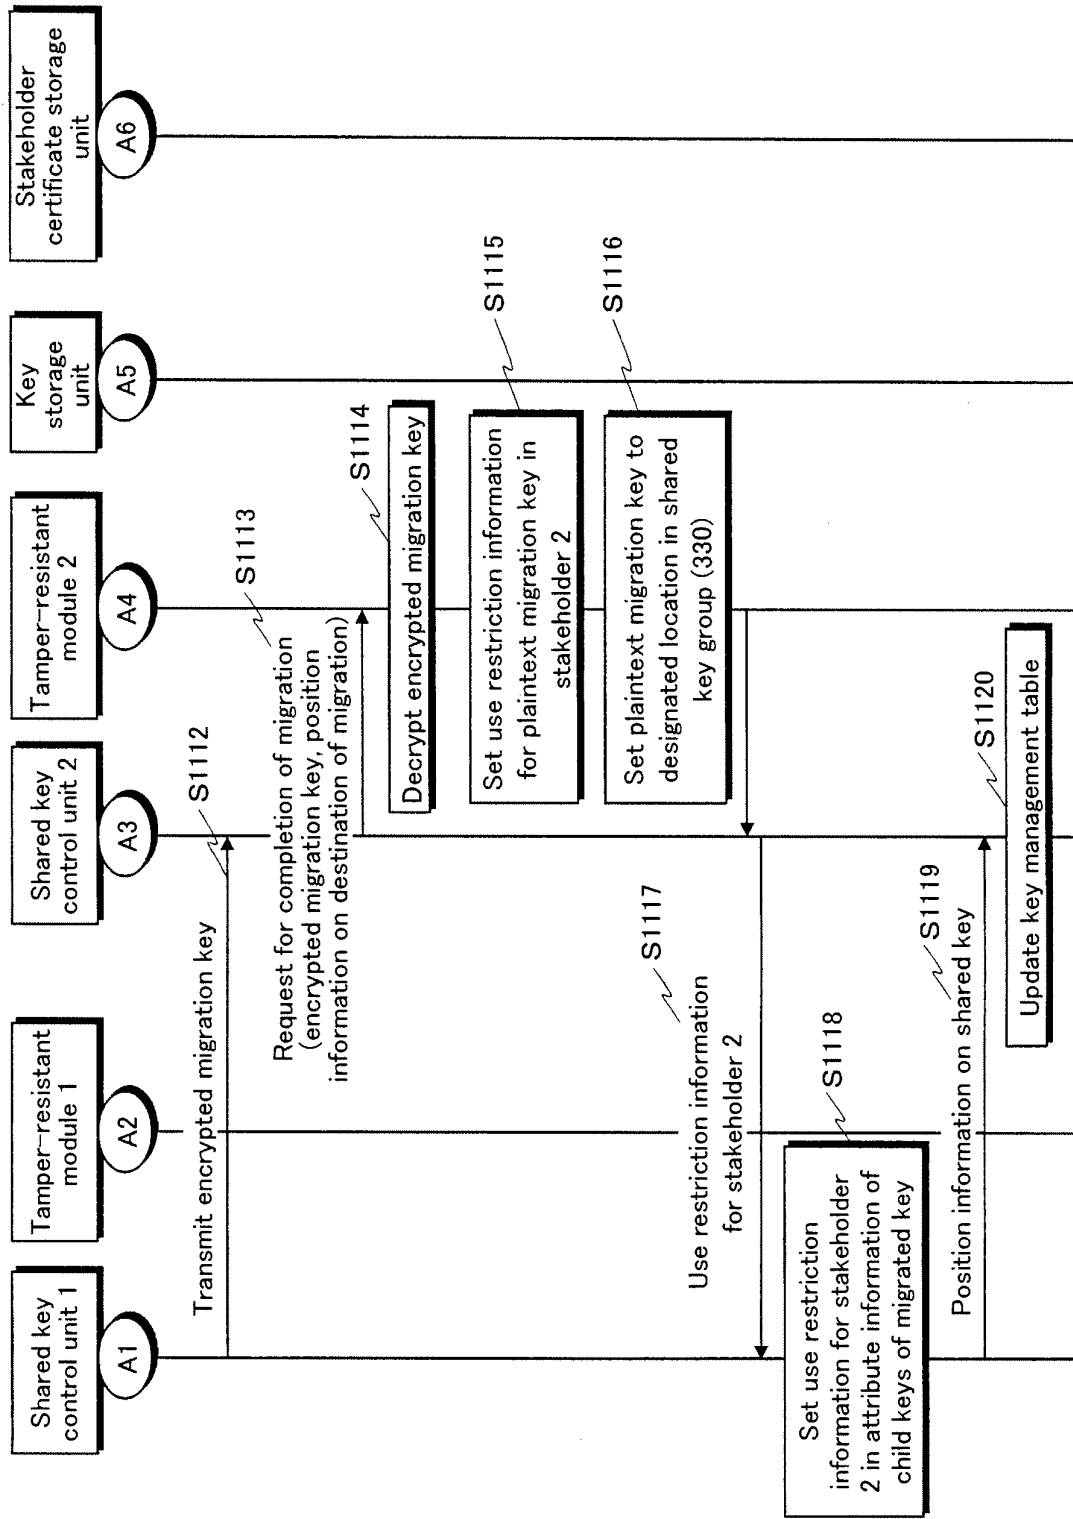 Shared key
control unit 1
A1
Tamper-resistant
module 1
A2
Shared key
control unit 2
A3
Tamper-resistant
module 2
A4
Key
storage
unit
A5
Stakeholder
certificate storage
unit
A6
Transmit encrypted migration key
S1112
Request for completion of migration
(encrypted migration key, position
information on destination of migration)
S1113
Decrypt encrypted migration key
S1114
Set use restriction information
for plaintext migration key in
stakeholder 2
S1115
Set plaintext migration key to
designated location in shared
key group (330)
S1116
Use restriction information
for stakeholder 2
S1117
Set use restriction
information for stakeholder
2 in attribute information of
child keys of migrated key
S1118
Position information on shared key
S1119
Update key management table
S1120